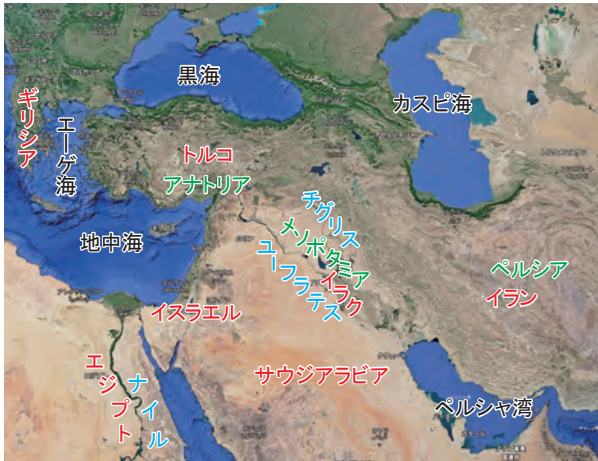 黒海
カスピ海
ギリシア
エーゲ海
トルコ
アナトリア
地中海
チグリス
メソポタミア
ユーフラテス
イラク
ペルシア
イラン
イスラエル
エジプト
ナイル
サウジアラビア
ペルシャ湾